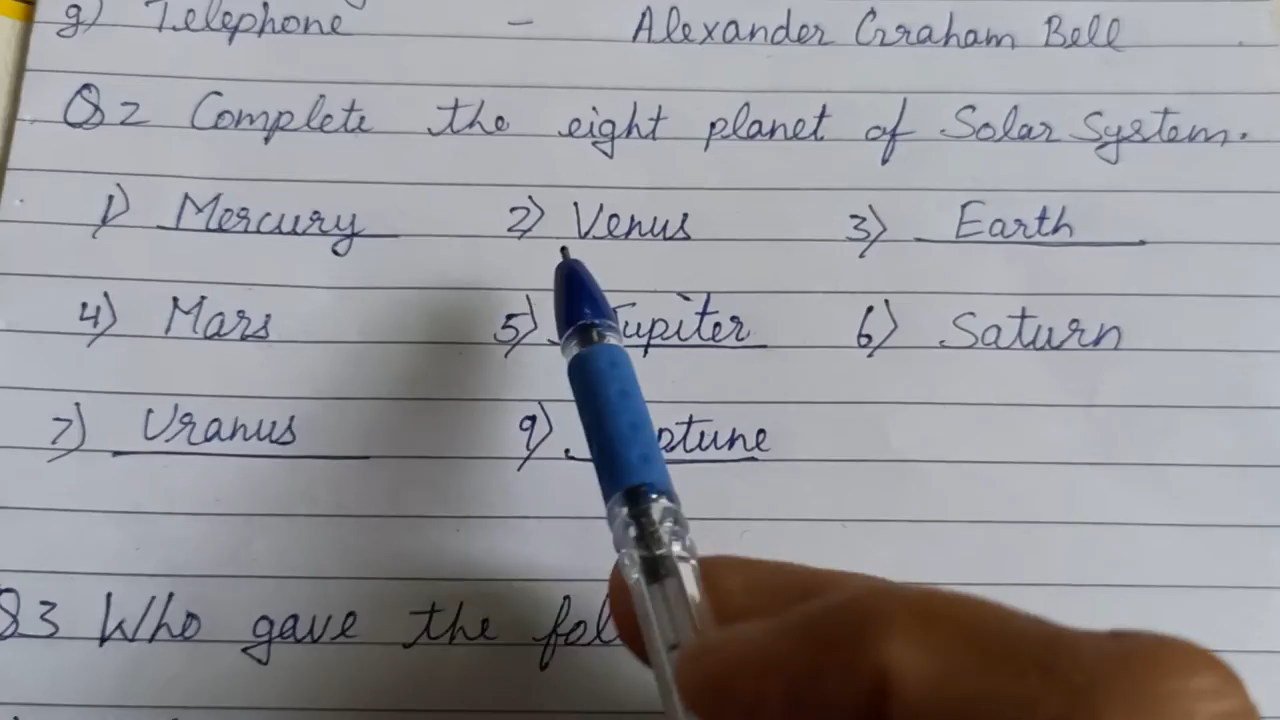 g) Telephone - Alexander Graham Bell
Q2 Complete the eight planet of Solar System.
1) Mercury 2) Venus 3) Earth
4) Mars 5) Jupiter 6) Saturn
7) Uranus 9) ptune
Q3 Who gave the fol